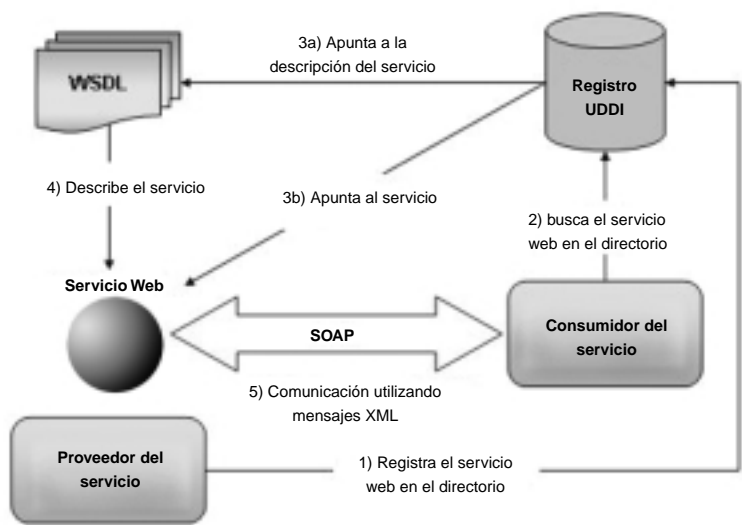 3a) Apunta a la
descripción del servicio
WSDL
Registro
UDDI
4) Describe el servicio
3b) Apunta al servicio
2) busca el servicio
web en el directorio
Servicio Web
SOAP
Consumidor del
servicio
5) Comunicación utilizando
mensajes XML
Proveedor del
servicio
1) Registra el servicio
web en el directorio